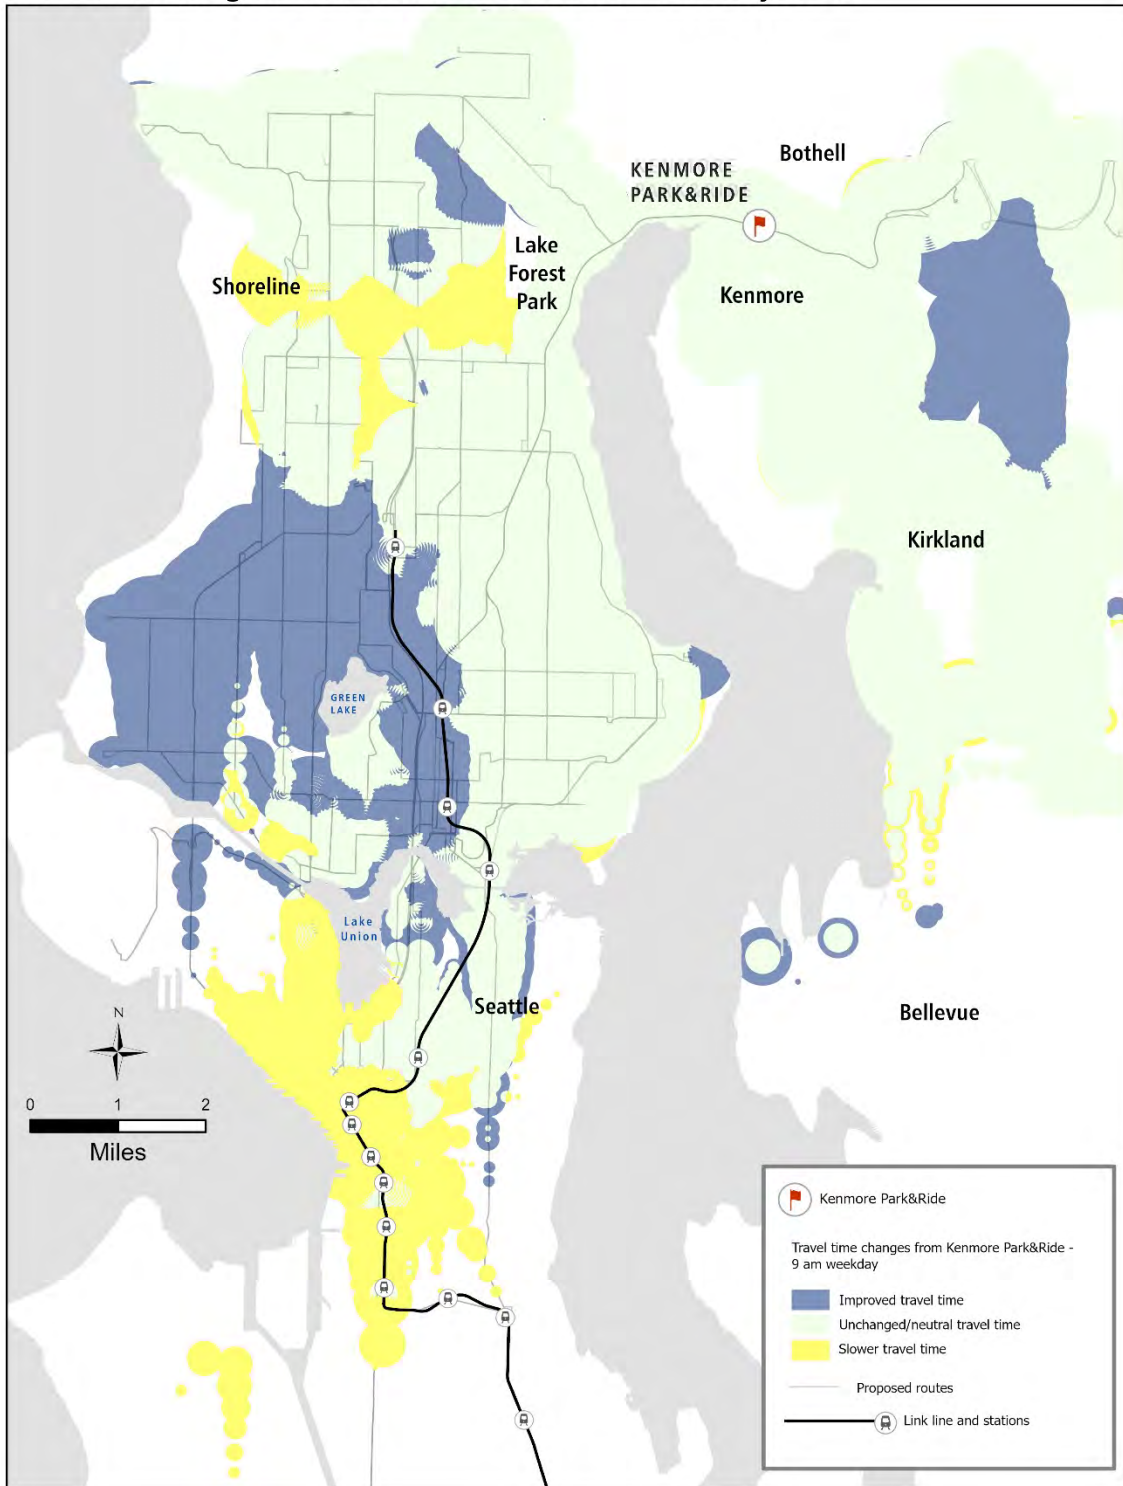 Bothell
KENMORE
PARK&RIDE
Lake
Forest
Park
Shoreline
Kenmore
Kirkland
GREEN
LAKE
Lake
Union
Seattle
Bellevue
N
0 1 2
Miles
Kenmore Park&Ride
Travel time changes from Kenmore Park&Ride -
9 am weekday
Improved travel time
Unchanged/neutral travel time
Slower travel time
Proposed routes
Link line and stations